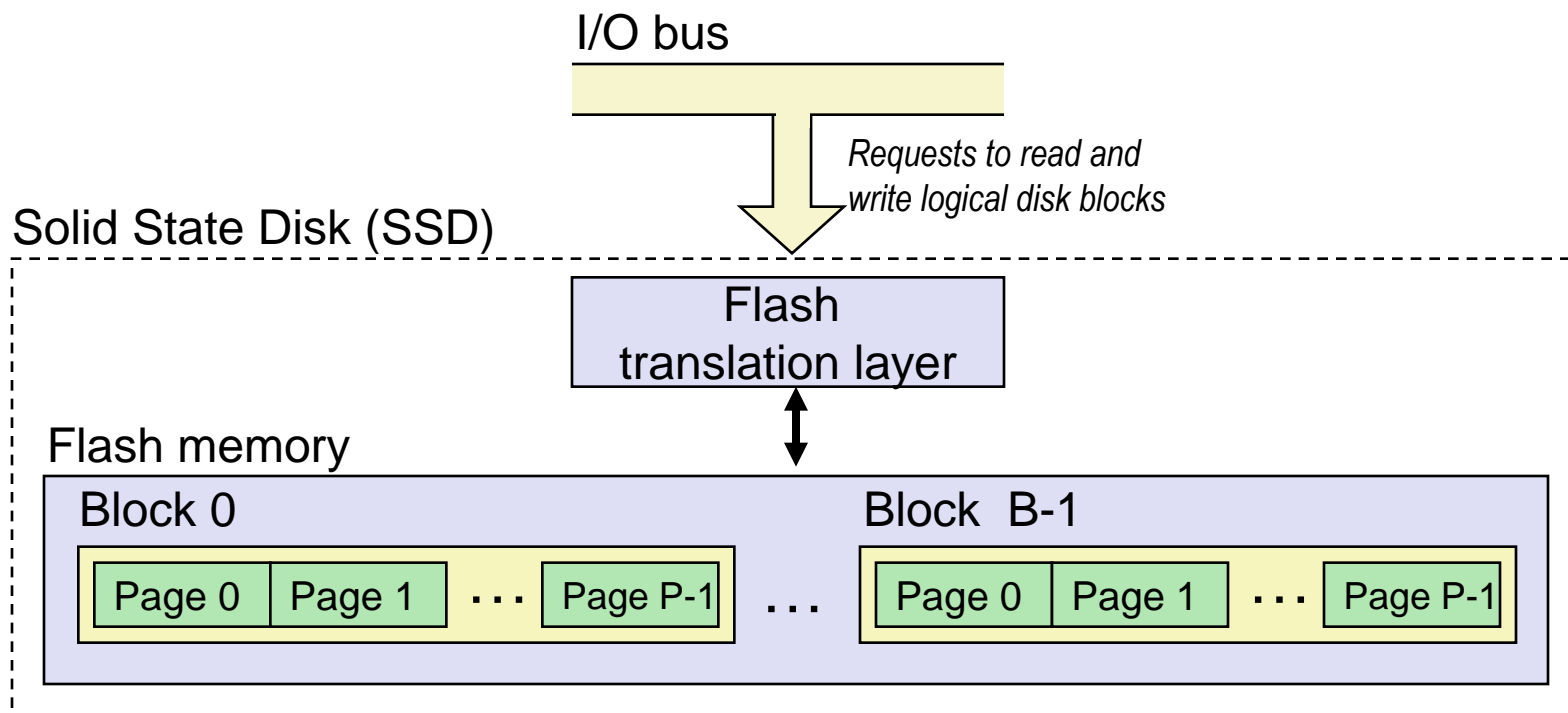 I/O bus
Requests to read and
write logical disk blocks
Solid State Disk (SSD)
Flash
translation layer
Flash memory
Block 0
Block B-1
Page 0 Page 1 ... Page P-1 ... Page 0 Page 1 ... Page P-1